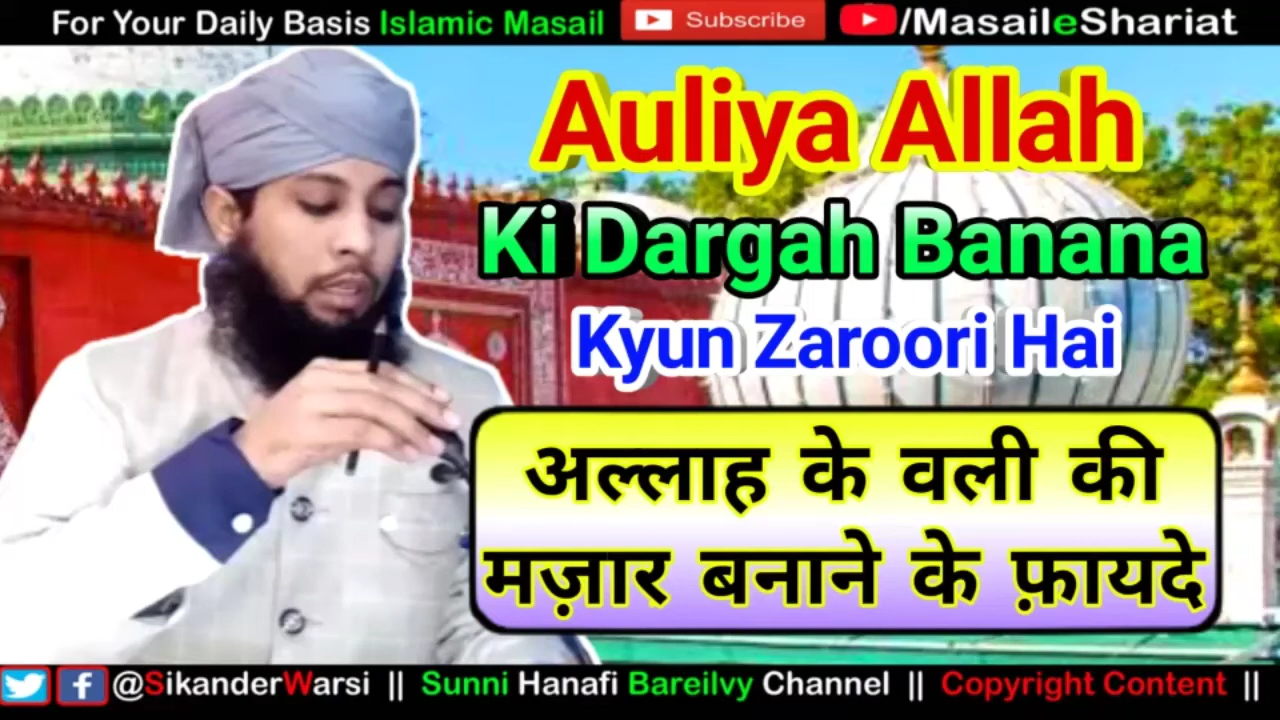 For Your Daily Basis Islamic Masail Subscribe /MasaileShariat
Auliya Allah
Ki Dargah Banana
Kyun Zaroori Hai
अल्लाह के वली की
मज़ार बनाने के फ़ायदे
@SikanderWarsi || Sunni Hanafi Bareilvy Channel || Copyright Content ||